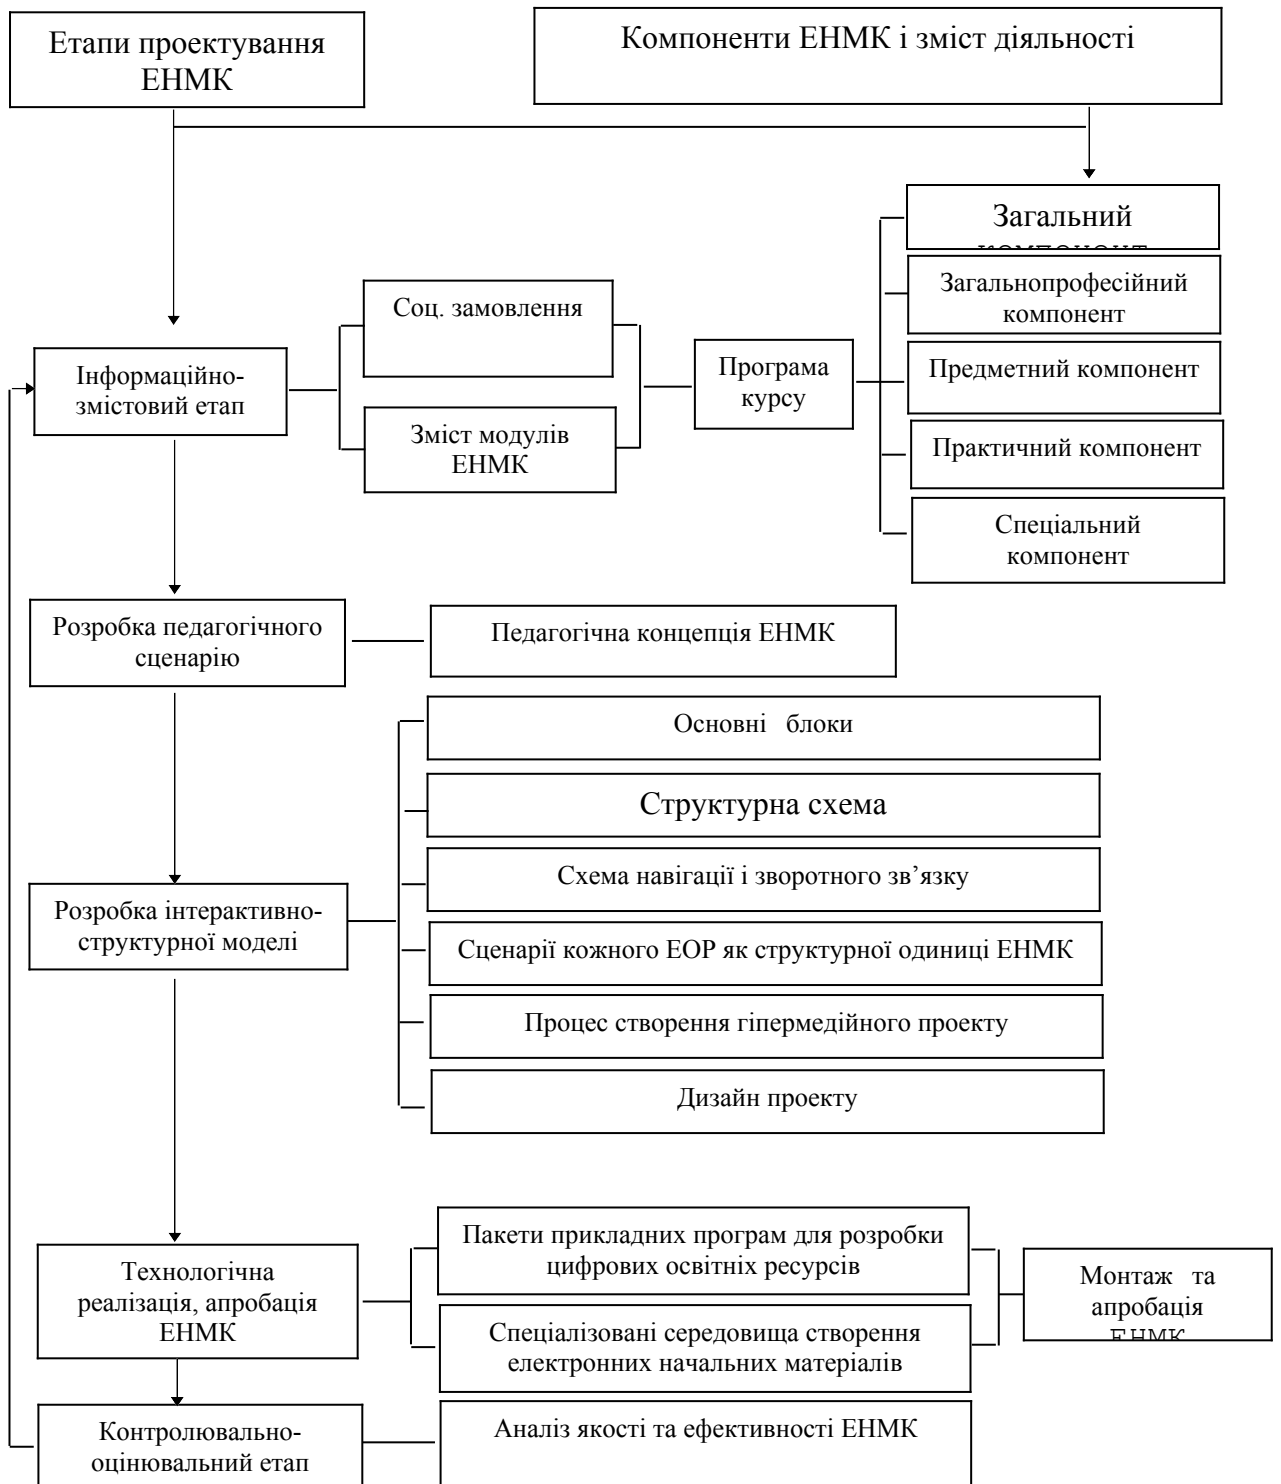 Етапи проектування
ЕНМК
Компоненти ЕНМК і зміст діяльності
Загальний
компонент
Загальнопрофесійний
компонент
Предметний компонент
Практичний компонент
Спеціальний
компонент
Соц. замовлення
Зміст модулів
ЕНМК
Програма
курсу
Інформаційно-
змістовий етап
Розробка педагогічного
сценарію
Педагогічна концепція ЕНМК
Основні блоки
Структурна схема
Схема навігації і зворотного зв’язку
Сценарії кожного ЕОР як структурної одиниці ЕНМК
Процес створення гіпермедійного проекту
Дизайн проекту
Розробка інтерактивно-
структурної моделі
Технологічна
реалізація, апробація
ЕНМК
Пакети прикладних програм для розробки
цифрових освітніх ресурсів
Спеціалізовані середовища створення
електронних начальних матеріалів
Монтаж та
апробація
ЕНМК
Контролювально-
оцінювальний етап
Аналіз якості та ефективності ЕНМК